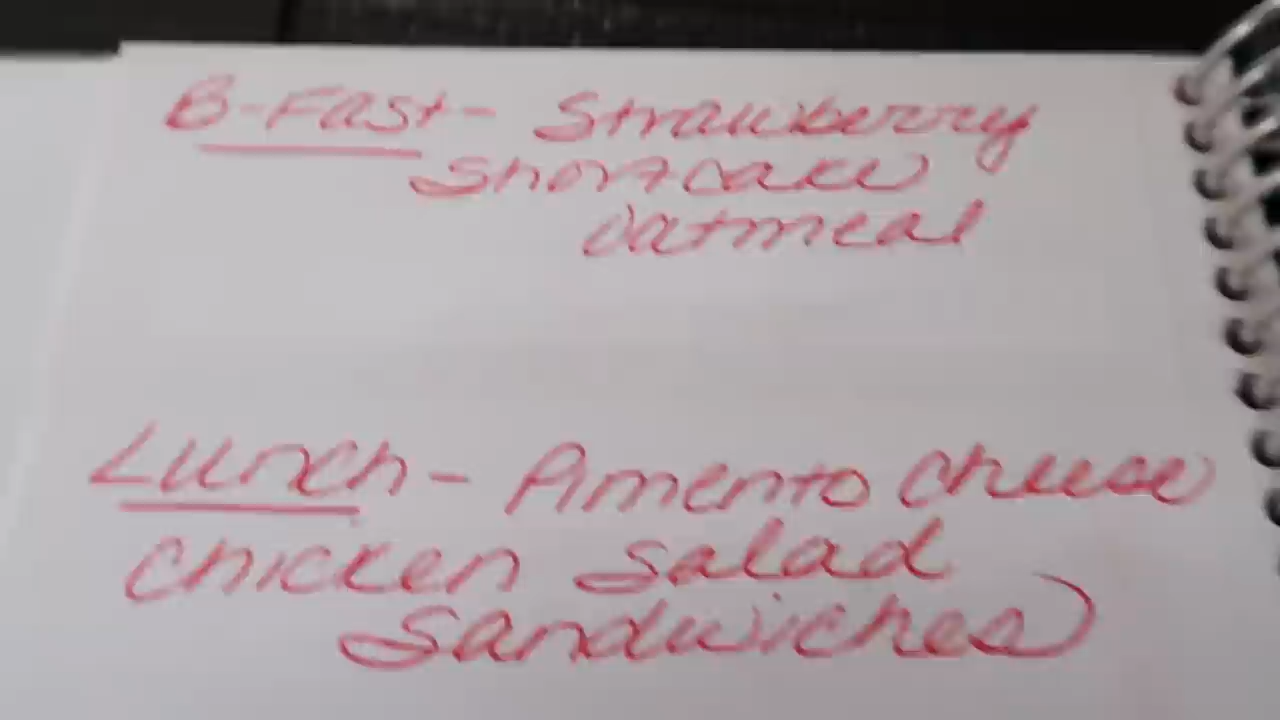 B-Fast- Strawberry
Shortcake
Oatmeal
Lunch- Pimento Cheese
Chicken Salad
Sandwiches